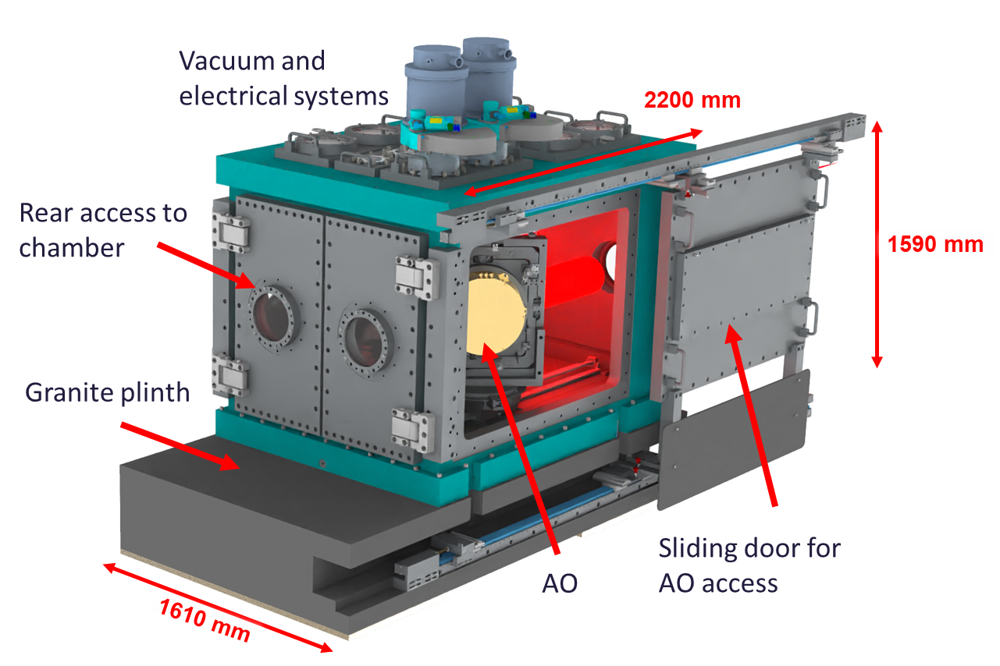 Vacuum and
electrical systems
2200 mm
Rear access to
chamber
1590 mm
Granite plinth
Sliding door for
AO access
AO
1610 mm